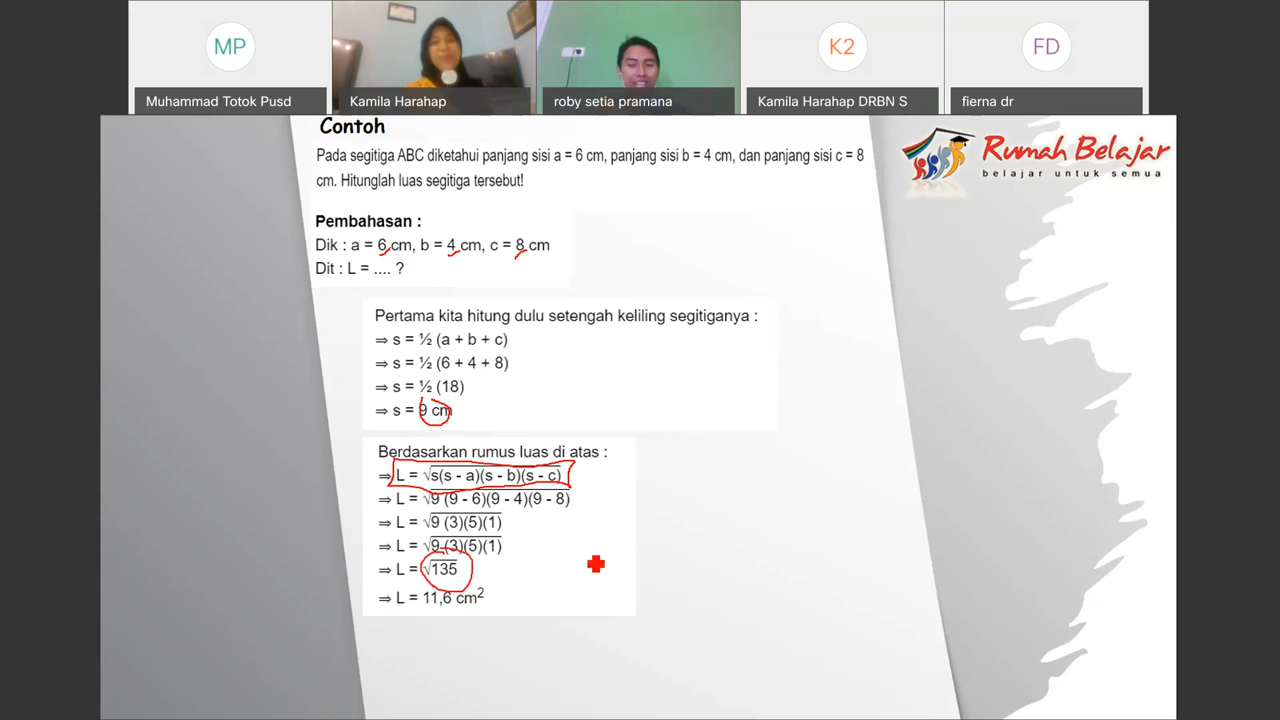 MP
K2
FD
Muhammad Totok Pusd
Kamila Harahap
roby setia pramana
Kamila Harahap DRBN S
fierna dr
Contoh
Pada segitiga ABC diketahui panjang sisi a = 6 cm, panjang sisi b = 4 cm, dan panjang sisi c = 8
cm. Hitunglah luas segitiga tersebut!
Rumah Belajar
belajar untuk semua
Pembahasan :
Dik : a = 6 cm, b = 4 cm, c = 8 cm
Dit : L = .... ?
Pertama kita hitung dulu setengah keliling segitiganya :
⇒ s = ½ (a + b + c)
⇒ s = ½ (6 + 4 + 8)
⇒ s = ½ (18)
⇒ s = 9 cm
Berdasarkan rumus luas di atas :
⇒ L = √s(s - a)(s - b)(s - c)
⇒ L = √9 (9 - 6)(9 - 4)(9 - 8)
⇒ L = √9 (3)(5)(1)
⇒ L = √9 (3)(5)(1)
⇒ L = √135
⇒ L = 11,6 cm²